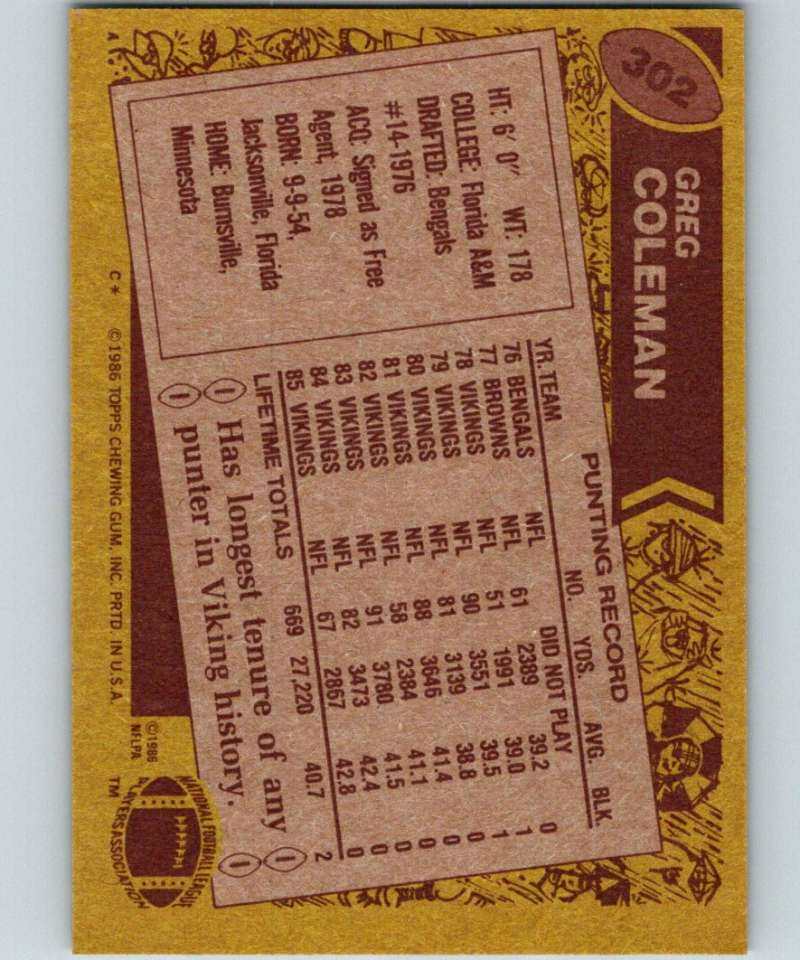 302
GREG
COLEMAN
HT: 6' 0" WT: 178
COLLEGE: Florida A&M
DRAFTED: Bengals
#14-1976
ACQ: Signed as Free
Agent, 1978
BORN: 9-9-54,
Jacksonville, Florida
HOME: Burnsville,
Minnesota
PUNTING RECORD
YR. TEAM NO. YDS. AVG. BLK.
76 BENGALS DID NOT PLAY
77 BROWNS NFL 61 2389 39.2 0
78 VIKINGS NFL 51 1991 39.0 1
79 VIKINGS NFL 90 3551 39.5 1
80 VIKINGS NFL 81 3139 38.8 0
81 VIKINGS NFL 88 3646 41.4 0
82 VIKINGS NFL 58 2384 41.1 0
83 VIKINGS NFL 91 3780 41.5 0
84 VIKINGS NFL 82 3473 42.4 0
85 VIKINGS NFL 67 2867 42.8 0
LIFETIME TOTALS 669 27,220 40.7 2
Has longest tenure of any
punter in Viking history.
A
C* ©1986 TOPPS CHEWING GUM, INC. PRTD. IN U.S.A.
©1986
NFLPA
NATIONAL FOOTBALL LEAGUE
PLAYERS ASSOCIATION
TM